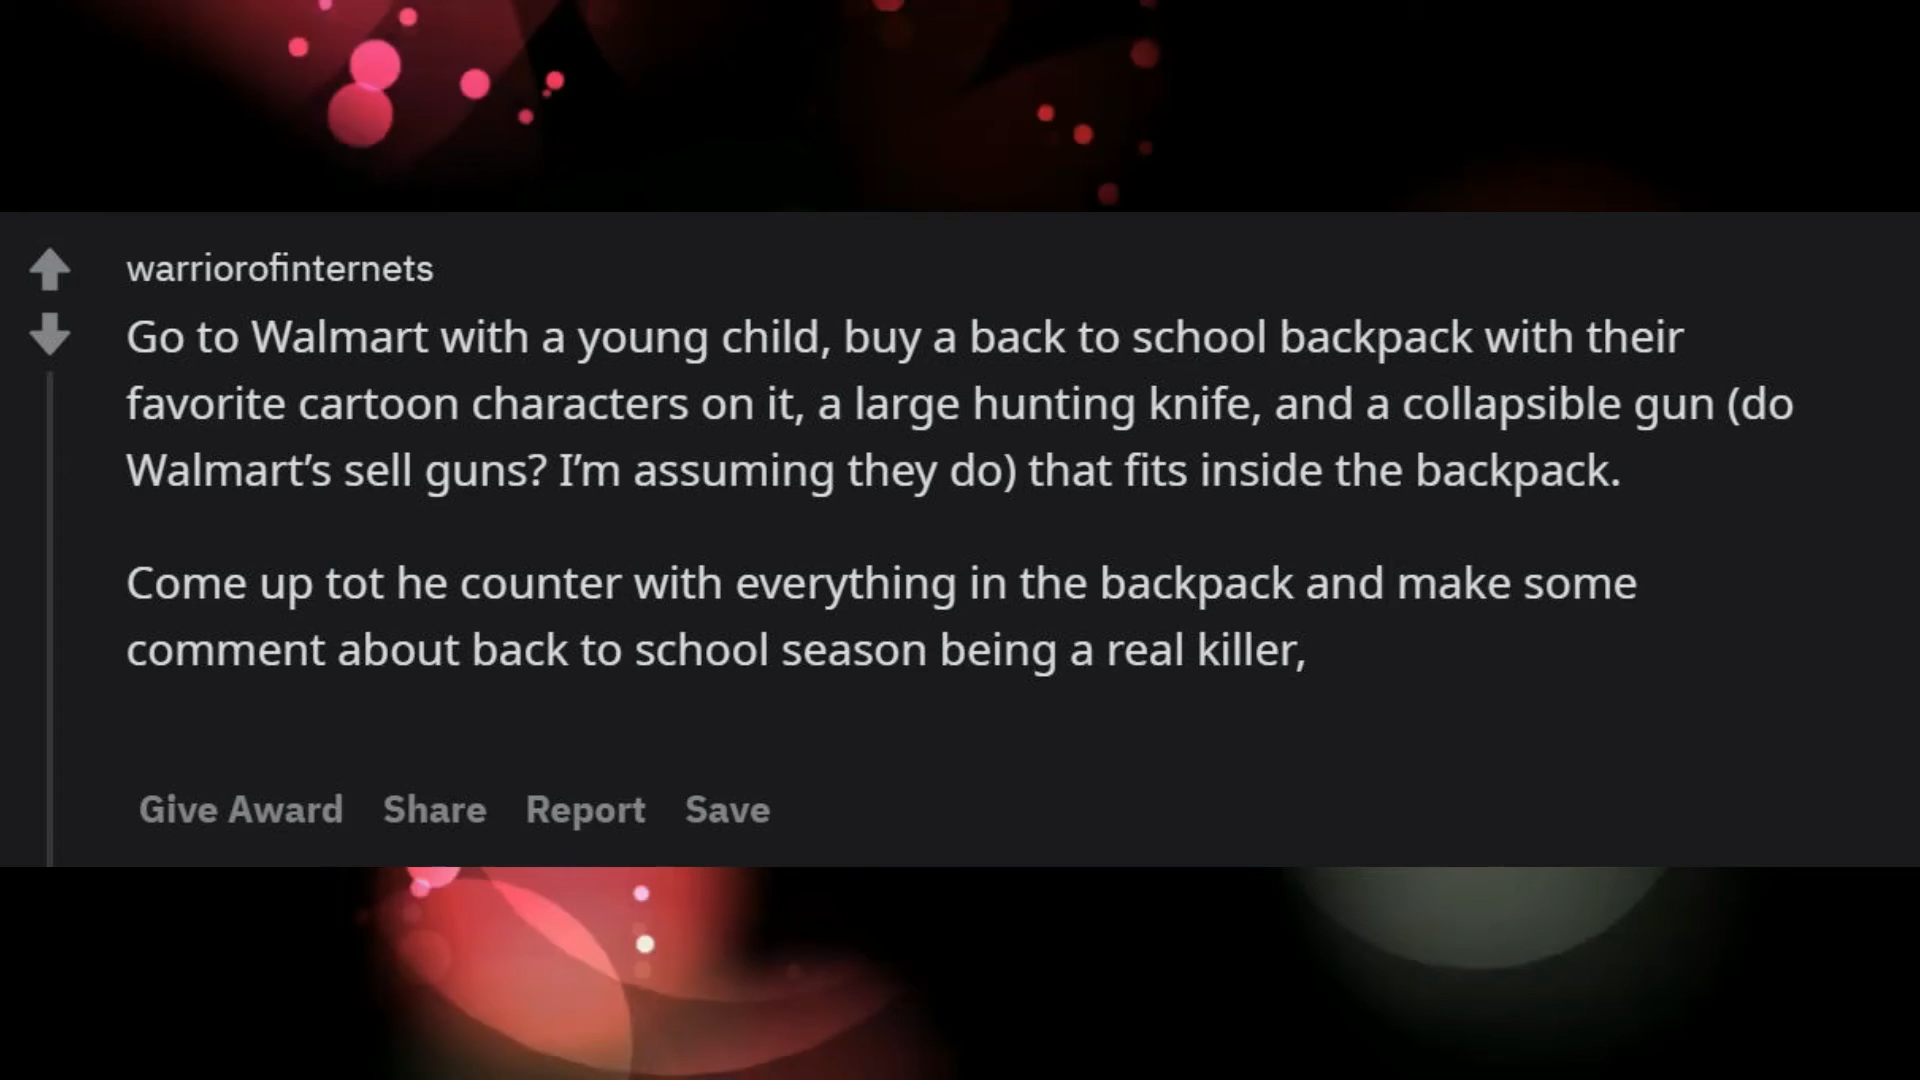 warriorofinternets
Go to Walmart with a young child, buy a back to school backpack with their
favorite cartoon characters on it, a large hunting knife, and a collapsible gun (do
Walmart’s sell guns? I’m assuming they do) that fits inside the backpack.
Come up tot he counter with everything in the backpack and make some
comment about back to school season being a real killer,
Give Award Share Report Save